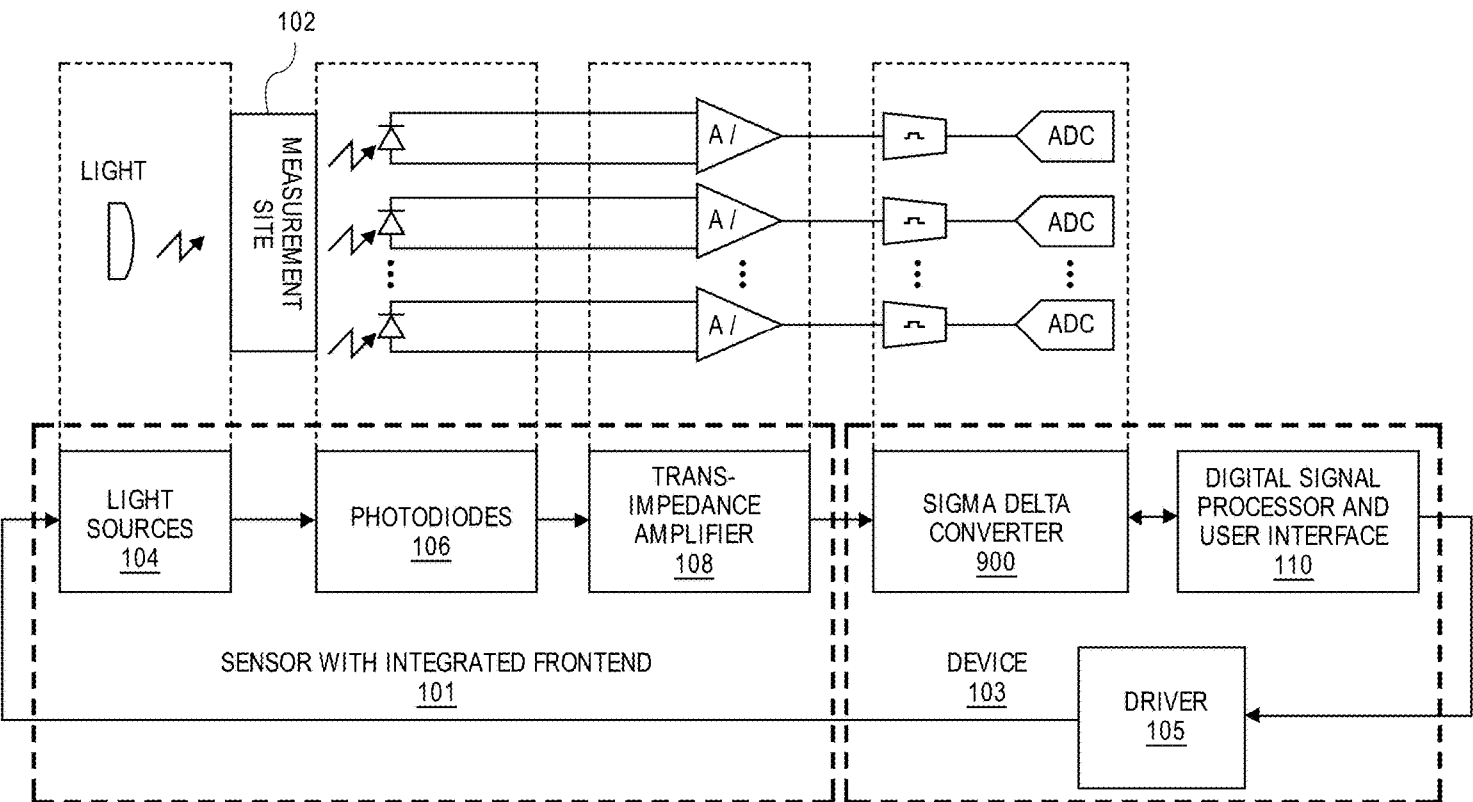 102
LIGHT
MEASUREMENT
SITE
A /
ADC
A /
ADC
A /
ADC
LIGHT
SOURCES
104
PHOTODIODES
106
TRANS-
IMPEDANCE
AMPLIFIER
108
SIGMA DELTA
CONVERTER
900
DIGITAL SIGNAL
PROCESSOR AND
USER INTERFACE
110
SENSOR WITH INTEGRATED FRONTEND
101
DEVICE
103
DRIVER
105